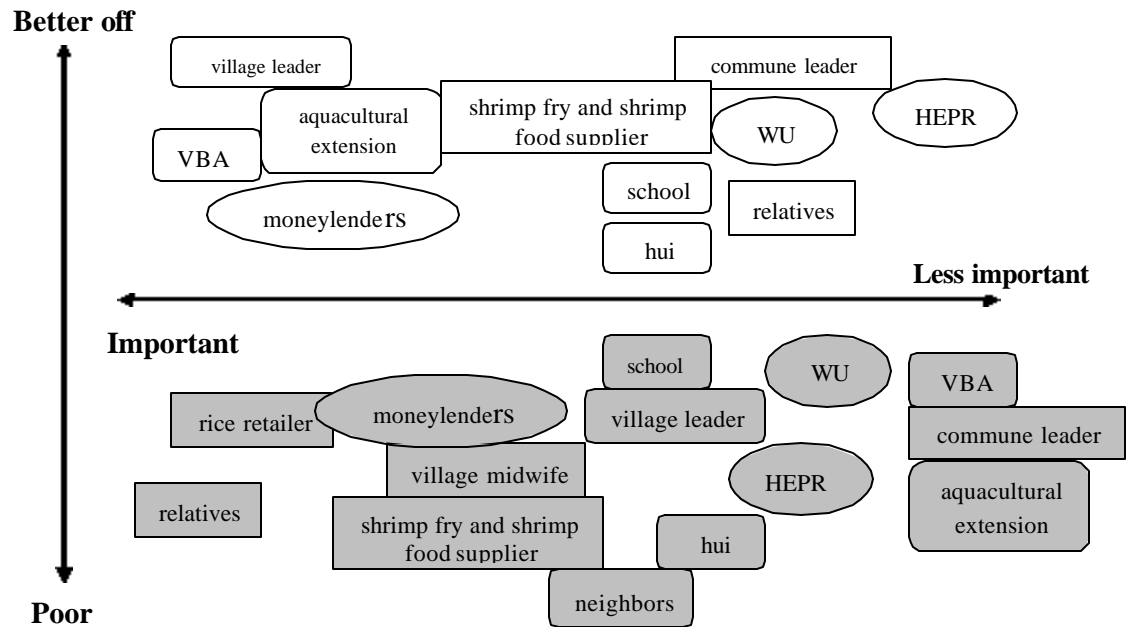 Better off
village leader
commune leader
shrimp fry and shrimp
food supplier
aquacultural
extension
HEPR
WU
VBA
school
relatives
moneylenders
hui
Less important
Important
school
WU
VBA
rice retailer
moneylenders
village leader
commune leader
village midwife
HEPR
aquacultural
extension
relatives
shrimp fry and shrimp
food supplier
hui
neighbors
Poor